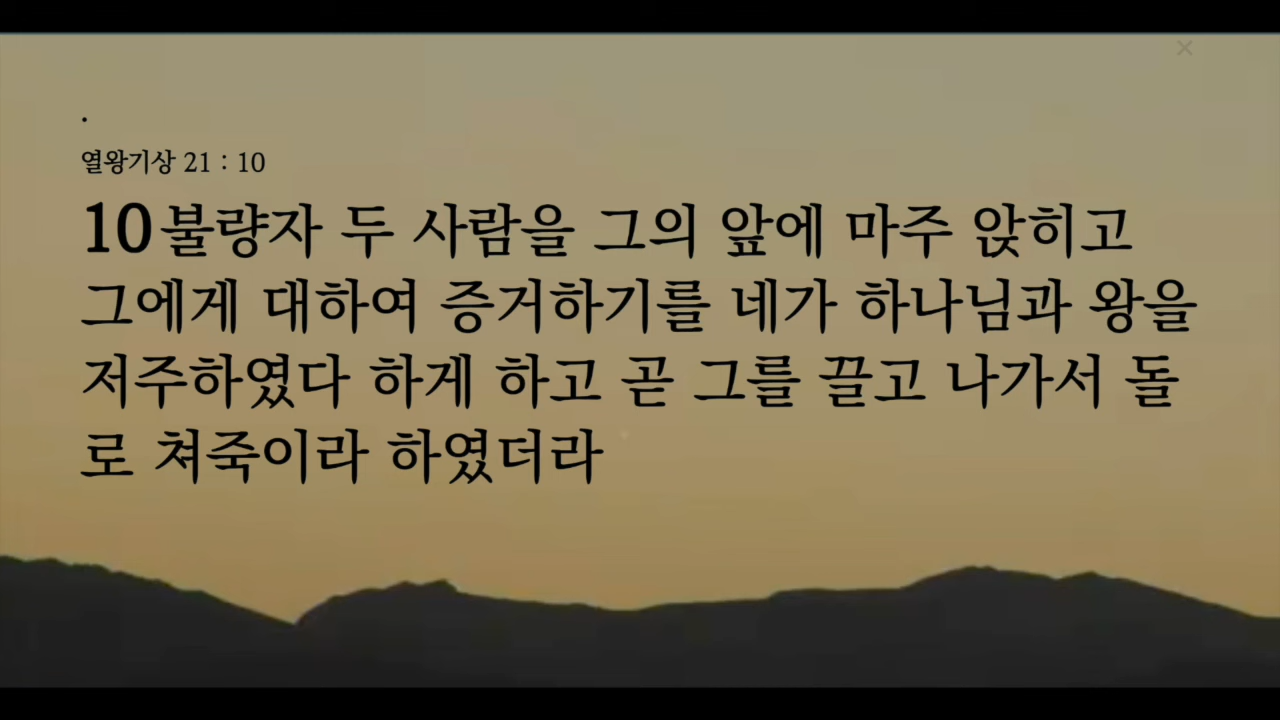 .
열왕기상 21 : 10
10불량자 두 사람을 그의 앞에 마주 앉히고
그에게 대하여 증거하기를 네가 하나님과 왕을
저주하였다 하게 하고 곧 그를 끌고 나가서 돌
로 쳐죽이라 하였더라